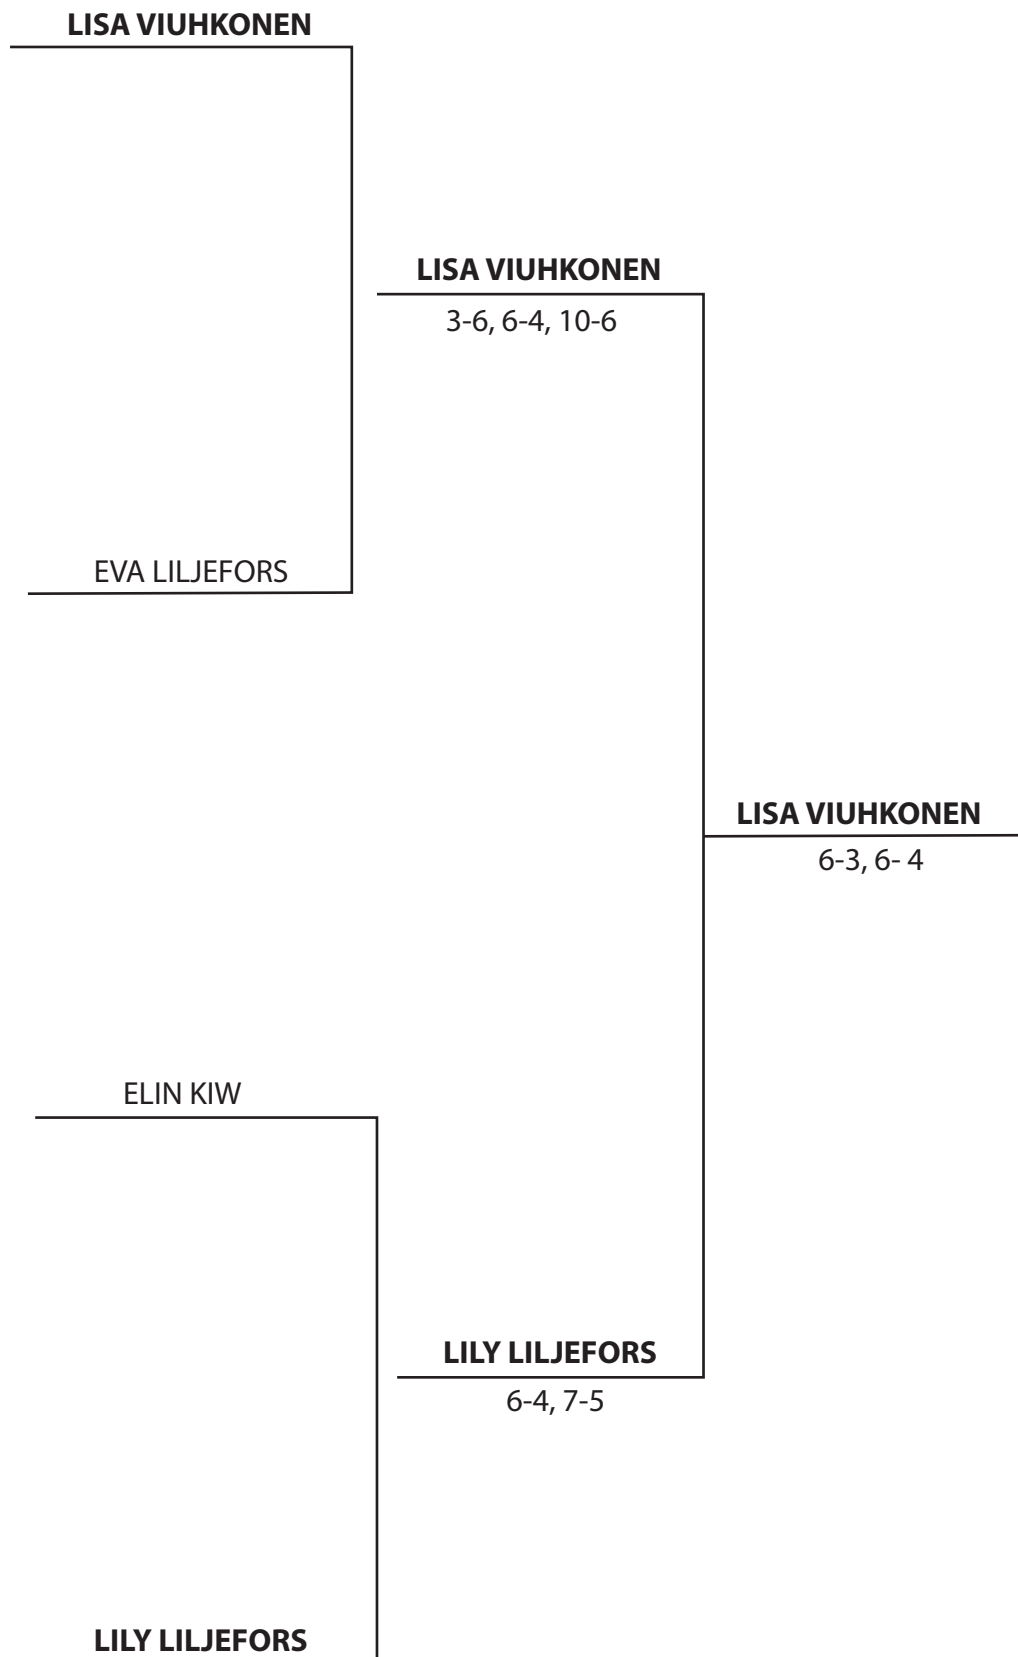 LISA VIUHKONEN
LISA VIUHKONEN
3-6, 6-4, 10-6
EVA LILJEFORS
LISA VIUHKONEN
6-3, 6- 4
ELIN KIW
LILY LILJEFORS
6-4, 7-5
LILY LILJEFORS